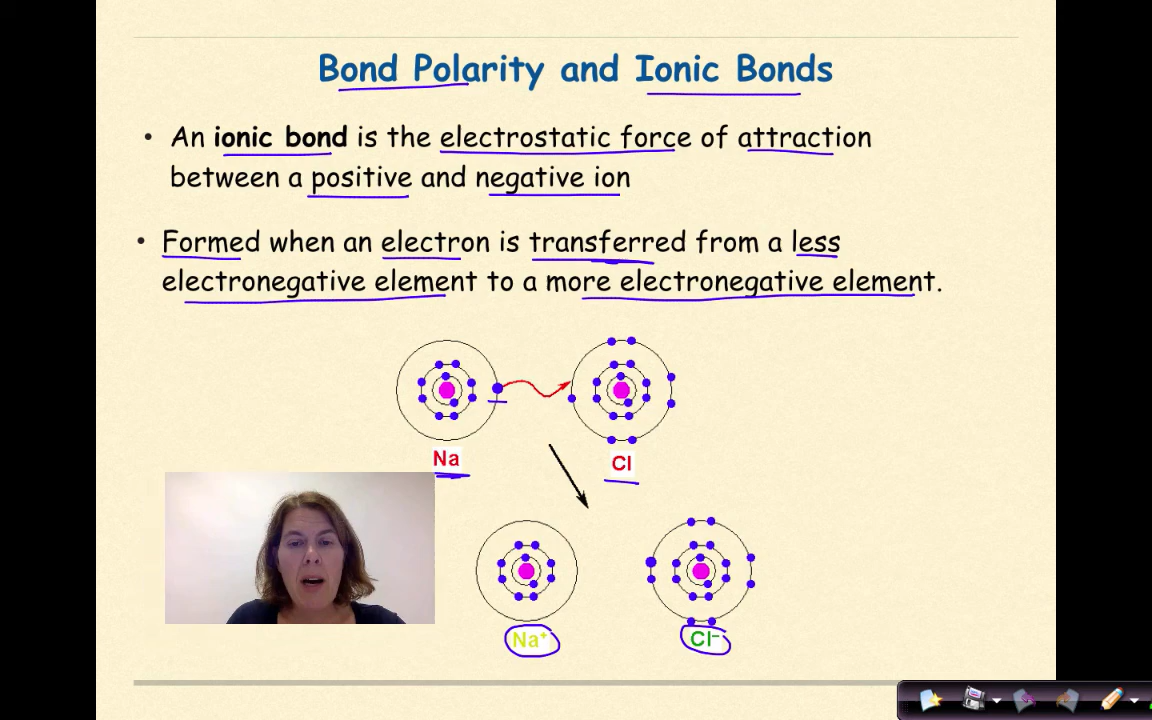 Bond Polarity and Ionic Bonds
• An ionic bond is the electrostatic force of attraction
between a positive and negative ion
• Formed when an electron is transferred from a less
electronegative element to a more electronegative element.
Na
Cl
Na⁺
Cl⁻